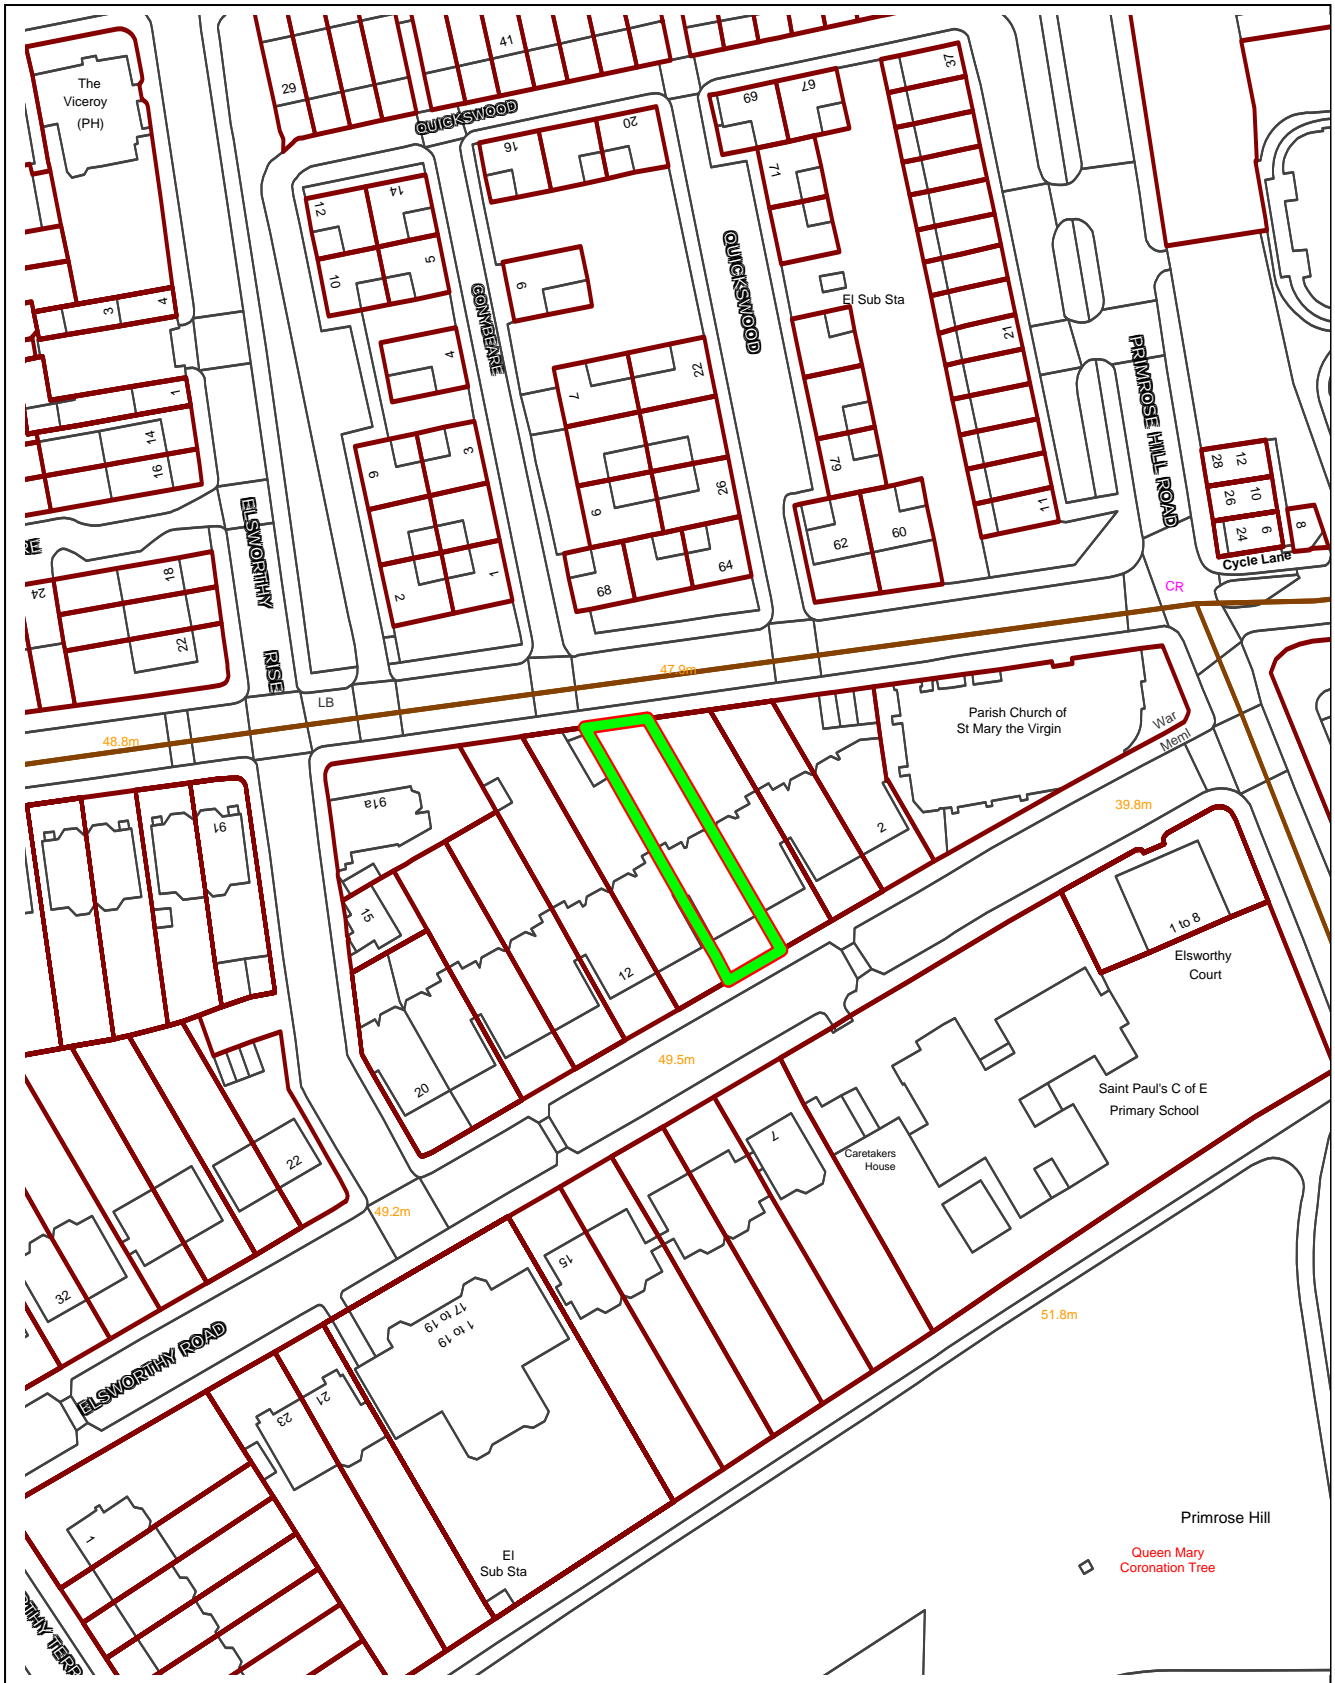 The
Viceroy
(PH)
29
41
QUICKSWOOD
16
20
69
67
37
71
12
14
10
5
CONYBEARE
9
QUICKSWOOD
El Sub Sta
3
4
4
21
PRIMROSE HILL ROAD
1
14
16
7
22
6
3
79
28
12
26
10
24
6
8
Cycle Lane
ELSWORTHY
RISE
26
6
11
62
60
64
68
2
1
18
24
22
CR
47.9m
LB
48.8m
Parish Church of
St Mary the Virgin
War
Meml
39.8m
91a
91
2
15
12
1 to 8
Elsworthy
Court
49.5m
20
Saint Paul's C of E
Primary School
7
Caretakers
House
22
49.2m
15
32
17 to 19
1 to 19
51.8m
ELSWORTHY ROAD
21
23
1
El
Sub Sta
Primrose Hill
Queen Mary
Coronation Tree
THY TERR